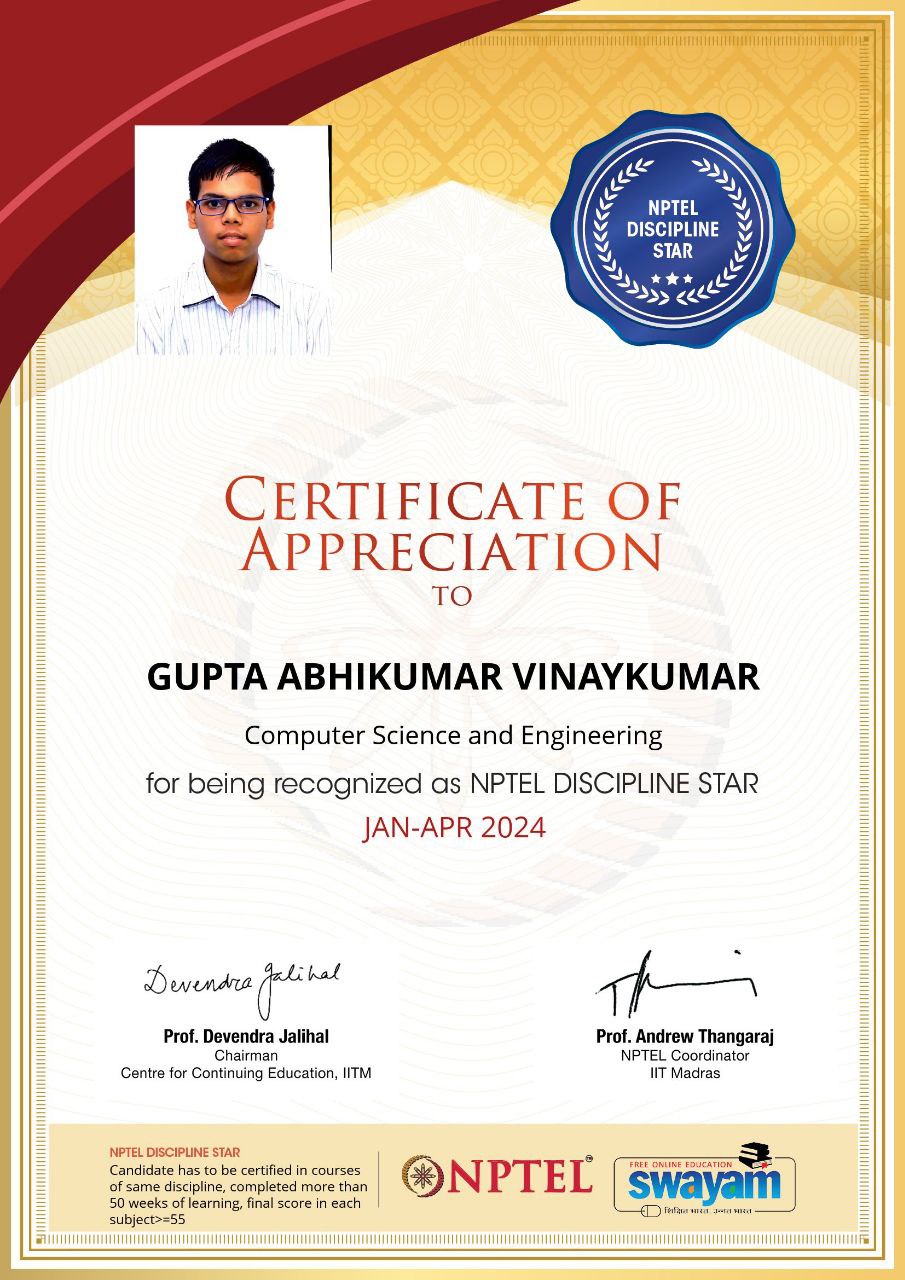 NPTEL
DISCIPLINE
STAR
CERTIFICATE OF
APPRECIATION
TO
GUPTA ABHIKUMAR VINAYKUMAR
Computer Science and Engineering
for being recognized as NPTEL DISCIPLINE STAR
JAN-APR 2024
Devendra Jalihal
Prof. Devendra Jalihal
Chairman
Centre for Continuing Education, IITM
Prof. Andrew Thangaraj
NPTEL Coordinator
IIT Madras
NPTEL DISCIPLINE STAR
Candidate has to be certified in courses
of same discipline, completed more than
50 weeks of learning, final score in each
subject>=55
NPTEL™
FREE ONLINE EDUCATION
swayam
शिक्षित भारत, उन्नत भारत